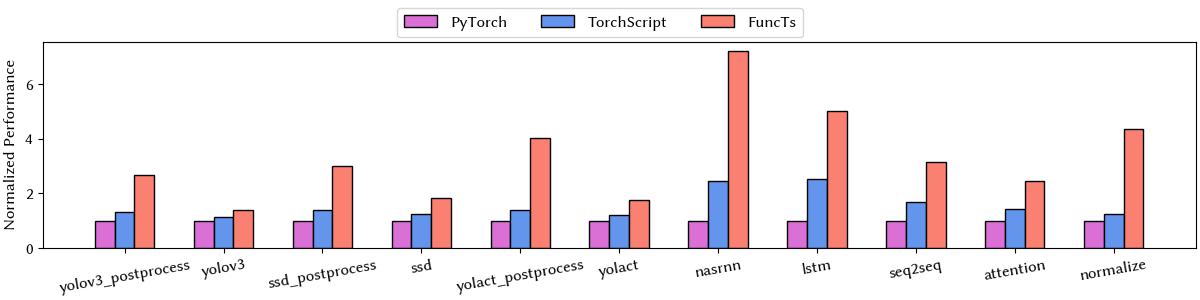 PyTorch TorchScript FuncTs
Normalized Performance
6
4
2
0
yolov3_postprocess yolov3 ssd_postprocess ssd yolact_postprocess yolact nasrnn lstm seq2seq attention normalize